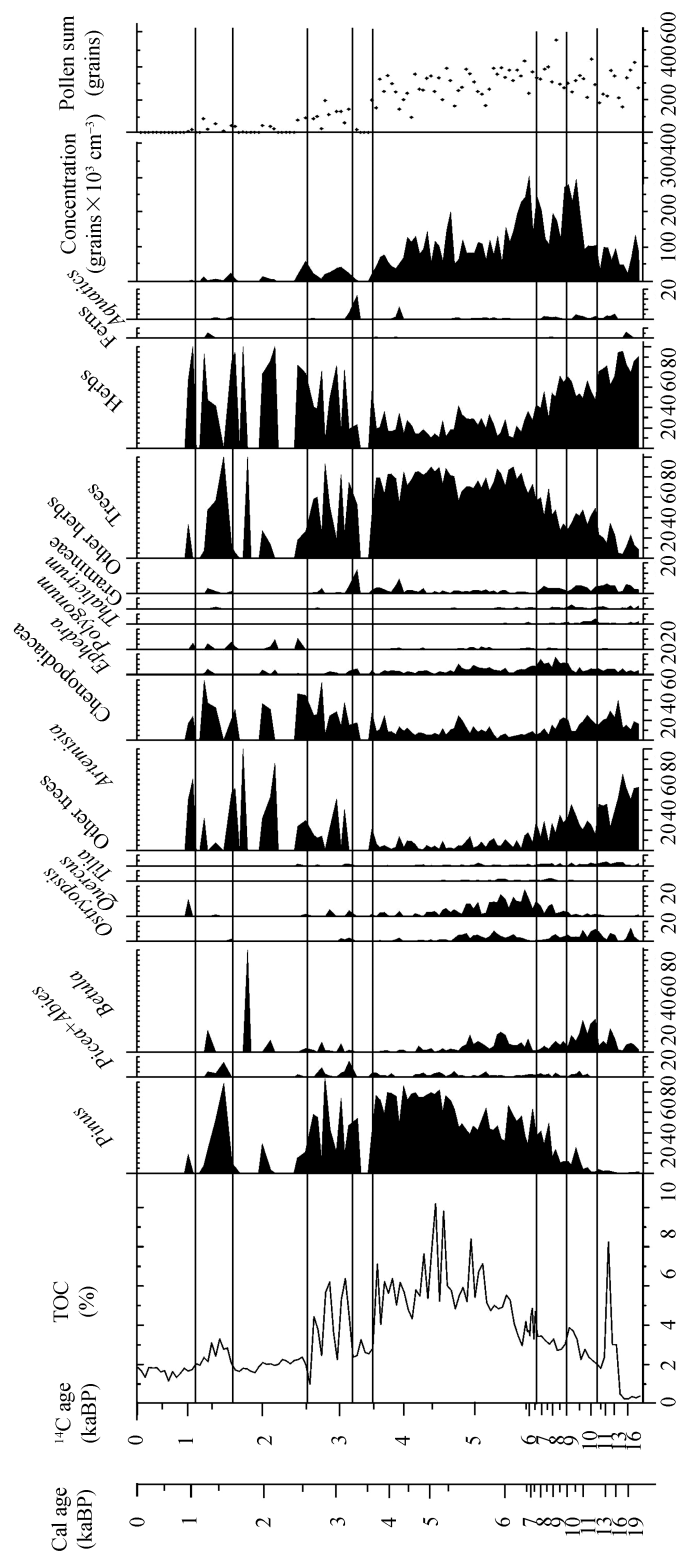 Cal age
(kaBP)
¹⁴C age
(kaBP)
TOC
(%)
Pinus
Picea+Abies
Betula
Ostryopsis
Quercus
Tilia
Other trees
Artemisia
Chenopodiacea
Ephedra
Polygonum
Thalictrum
Gramineae
Other herbs
Trees
Herbs
Ferns
Aquatics
Concentration
(grains×10³ cm⁻³)
Pollen sum
(grains)
0
1
2
3
4
5
6
7
8
9
10
13
16
19
0
1
2
3
4
5
6
7
8
9
10
11
13
16
0 2 4 6 8 10
20 40 60 80
20
20 40 60 80
20
20
20 40 60 80
20 40 60
20
20
20 40 60 80
20 40 60 80
20
100 200 300 400
200 400 600